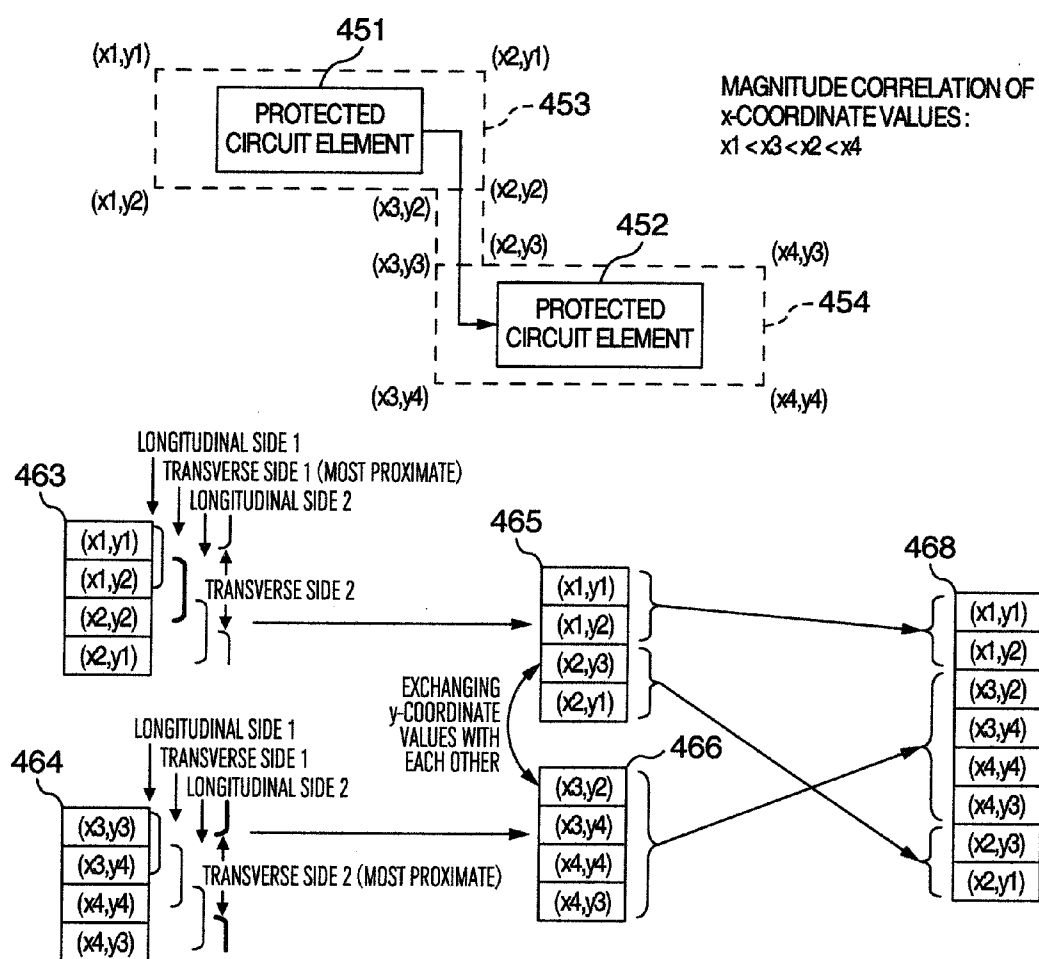 451
(x1,y1)
(x2,y1)
PROTECTED
CIRCUIT ELEMENT
453
MAGNITUDE CORRELATION OF
x-COORDINATE VALUES :
x1 < x3 < x2 < x4
(x1,y2)
(x3,y2)
(x2,y2)
452
(x3,y3)
(x2,y3)
(x4,y3)
PROTECTED
CIRCUIT ELEMENT
454
(x3,y4)
(x4,y4)
LONGITUDINAL SIDE 1
TRANSVERSE SIDE 1 (MOST PROXIMATE)
LONGITUDINAL SIDE 2
463
(x1,y1)
(x1,y2)
(x2,y2)
(x2,y1)
TRANSVERSE SIDE 2
465
(x1,y1)
(x1,y2)
(x2,y3)
(x2,y1)
EXCHANGING
y-COORDINATE
VALUES WITH
EACH OTHER
LONGITUDINAL SIDE 1
TRANSVERSE SIDE 1
LONGITUDINAL SIDE 2
464
(x3,y3)
(x3,y4)
(x4,y4)
(x4,y3)
TRANSVERSE SIDE 2 (MOST PROXIMATE)
466
(x3,y2)
(x3,y4)
(x4,y4)
(x4,y3)
468
(x1,y1)
(x1,y2)
(x3,y2)
(x3,y4)
(x4,y4)
(x4,y3)
(x2,y3)
(x2,y1)